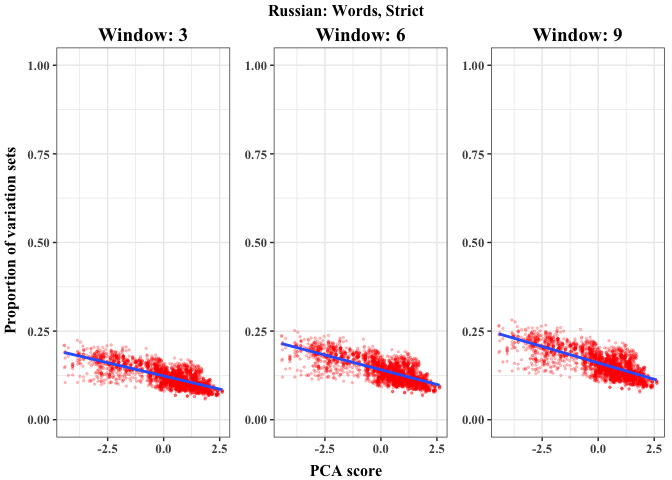 Russian: Words, Strict
Window: 3 Window: 6 Window: 9
Proportion of variation sets
1.00 1.00 1.00
0.75 0.75 0.75
0.50 0.50 0.50
0.25 0.25 0.25
0.00 0.00 0.00
-2.5 0.0 2.5 -2.5 0.0 2.5 -2.5 0.0 2.5
PCA score